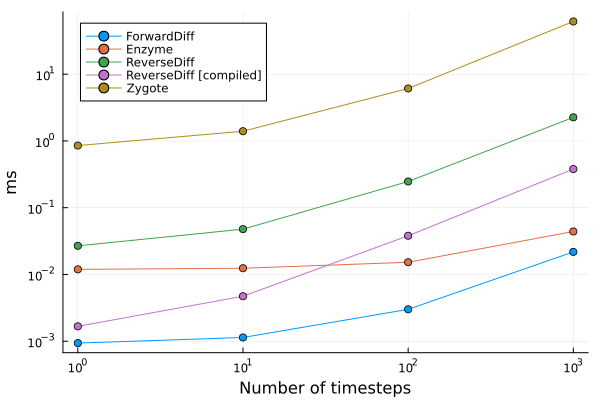 ForwardDiff
Enzyme
ReverseDiff
ReverseDiff [compiled]
Zygote
10¹
10⁰
10⁻¹
10⁻²
10⁻³
ms
10⁰ 10¹ 10² 10³
Number of timesteps